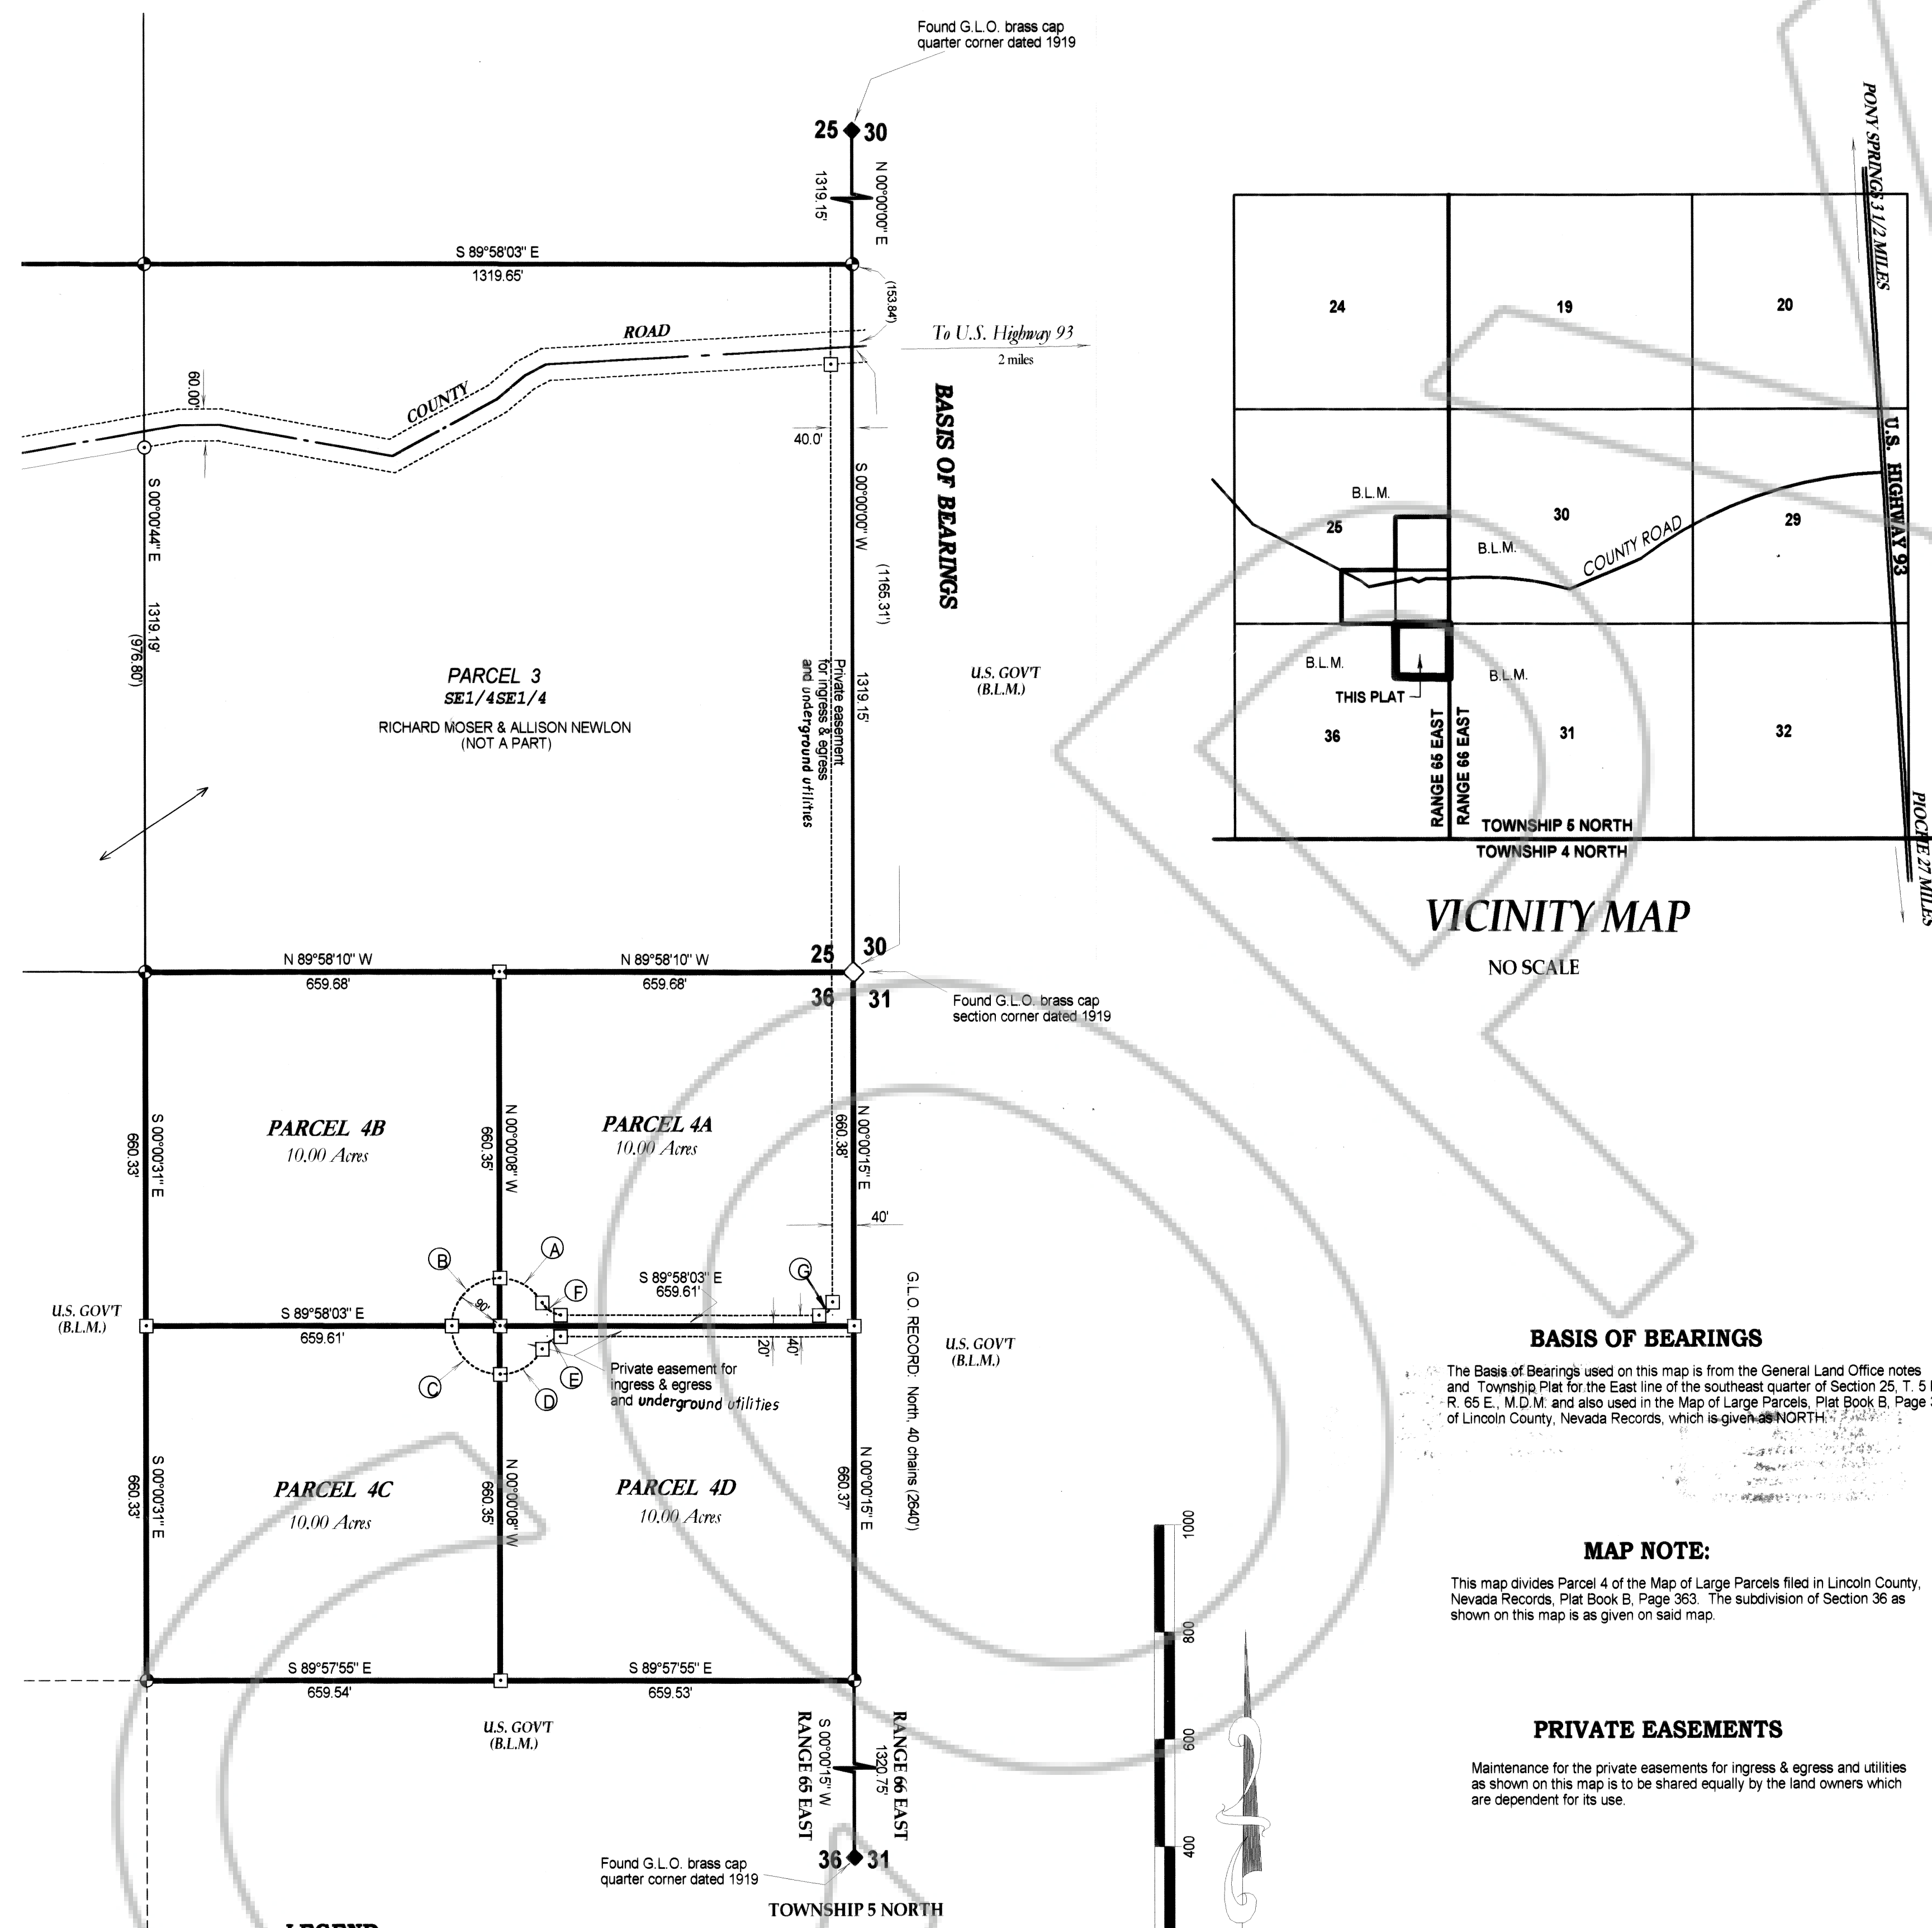 Found G.L.O. brass cap
quarter corner dated 1919
25 30
N 00°00'00" E
1319.15'
S 89°58'03" E
1319.65'
(153.84')
COUNTY ROAD
To U.S. Highway 93
2 miles
60.00'
40.0'
BASIS OF BEARINGS
S 00°00'00" W
1319.15'
(1165.31')
S 00°00'44" E
1319.19'
(976.80')
PARCEL 3
SE1/4SE1/4
RICHARD MOSER & ALLISON NEWLON
(NOT A PART)
Private easement
for ingress & egress
and underground utilities
U.S. GOV'T
(B.L.M.)
25 30
36 31
N 89°58'10" W
659.68'
N 89°58'10" W
659.68'
Found G.L.O. brass cap
section corner dated 1919
PARCEL 4B
10.00 Acres
PARCEL 4A
10.00 Acres
S 00°00'31" E
660.33'
N 00°00'08" W
660.35'
N 00°00'15" E
660.38'
40'
A
B
C
D
E
F
G
90'
S 89°58'03" E
659.61'
S 89°58'03" E
659.61'
20'
40'
U.S. GOV'T
(B.L.M.)
U.S. GOV'T
(B.L.M.)
Private easement for
ingress & egress
and underground utilities
G.L.O. RECORD: North, 40 chains (2640')
PARCEL 4C
10.00 Acres
PARCEL 4D
10.00 Acres
S 00°00'31" E
660.33'
N 00°00'08" W
660.35'
N 00°00'15" E
660.37'
S 89°57'55" E
659.54'
S 89°57'55" E
659.53'
U.S. GOV'T
(B.L.M.)
RANGE 65 EAST
S 00°00'15" W
1320.75'
RANGE 66 EAST
36 31
Found G.L.O. brass cap
quarter corner dated 1919
TOWNSHIP 5 NORTH
LEGEND
PONY SPRINGS 3 1/2 MILES
24
19
20
B.L.M.
25
30
29
B.L.M.
COUNTY ROAD
U.S. HIGHWAY 93
B.L.M.
B.L.M.
THIS PLAT
36
31
32
RANGE 65 EAST
RANGE 66 EAST
TOWNSHIP 5 NORTH
TOWNSHIP 4 NORTH
PIOCHE 27 MILES
VICINITY MAP
NO SCALE
BASIS OF BEARINGS
The Basis of Bearings used on this map is from the General Land Office notes
and Township Plat for the East line of the southeast quarter of Section 25, T. 5
R. 65 E., M.D.M. and also used in the Map of Large Parcels, Plat Book B, Page
of Lincoln County, Nevada Records, which is given as NORTH.
MAP NOTE:
This map divides Parcel 4 of the Map of Large Parcels filed in Lincoln County,
Nevada Records, Plat Book B, Page 363. The subdivision of Section 36 as
shown on this map is as given on said map.
PRIVATE EASEMENTS
Maintenance for the private easements for ingress & egress and utilities
as shown on this map is to be shared equally by the land owners which
are dependent for its use.
1000
800
600
400